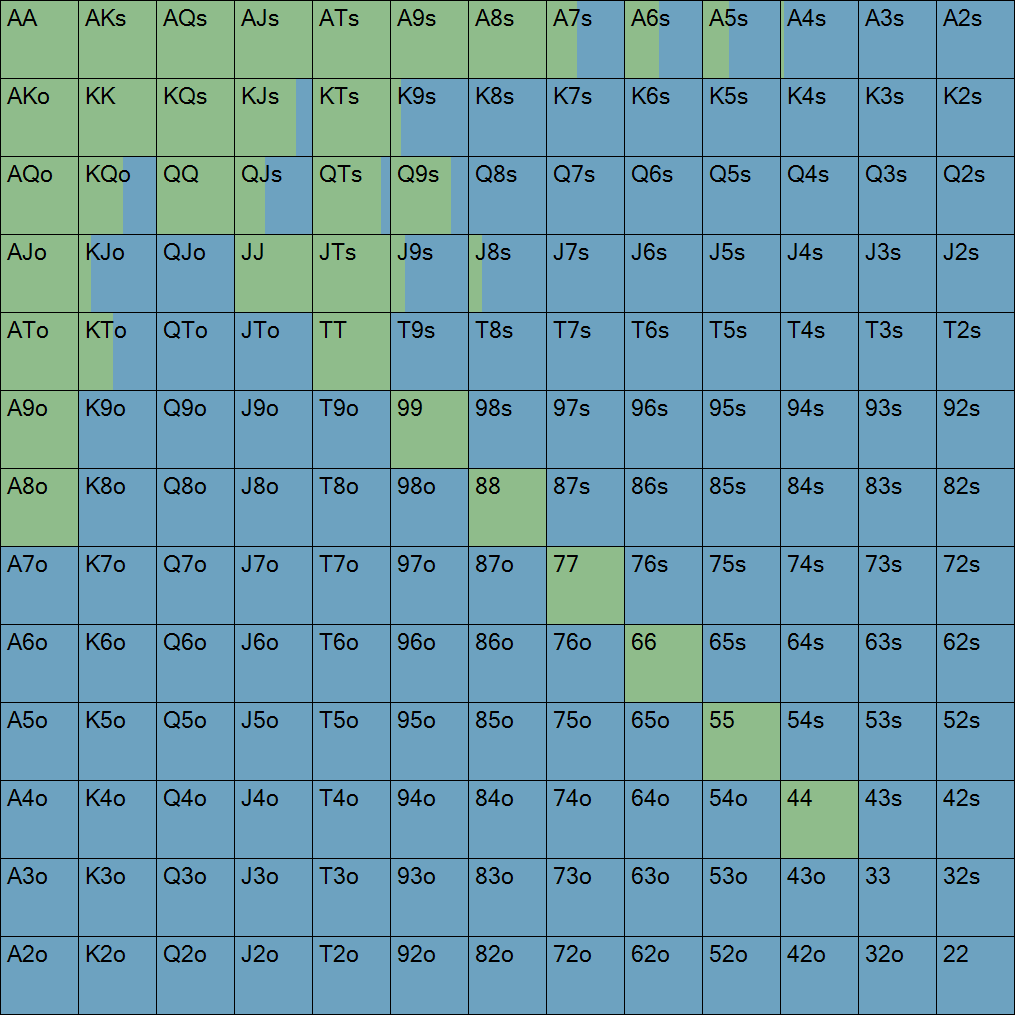 AA AKs AQs AJs ATs A9s A8s A7s A6s A5s A4s A3s A2s
AKo KK KQs KJs KTs K9s K8s K7s K6s K5s K4s K3s K2s
AQo KQo QQ QJs QTs Q9s Q8s Q7s Q6s Q5s Q4s Q3s Q2s
AJo KJo QJo JJ JTs J9s J8s J7s J6s J5s J4s J3s J2s
ATo KTo QTo JTo TT T9s T8s T7s T6s T5s T4s T3s T2s
A9o K9o Q9o J9o T9o 99 98s 97s 96s 95s 94s 93s 92s
A8o K8o Q8o J8o T8o 98o 88 87s 86s 85s 84s 83s 82s
A7o K7o Q7o J7o T7o 97o 87o 77 76s 75s 74s 73s 72s
A6o K6o Q6o J6o T6o 96o 86o 76o 66 65s 64s 63s 62s
A5o K5o Q5o J5o T5o 95o 85o 75o 65o 55 54s 53s 52s
A4o K4o Q4o J4o T4o 94o 84o 74o 64o 54o 44 43s 42s
A3o K3o Q3o J3o T3o 93o 83o 73o 63o 53o 43o 33 32s
A2o K2o Q2o J2o T2o 92o 82o 72o 62o 52o 42o 32o 22